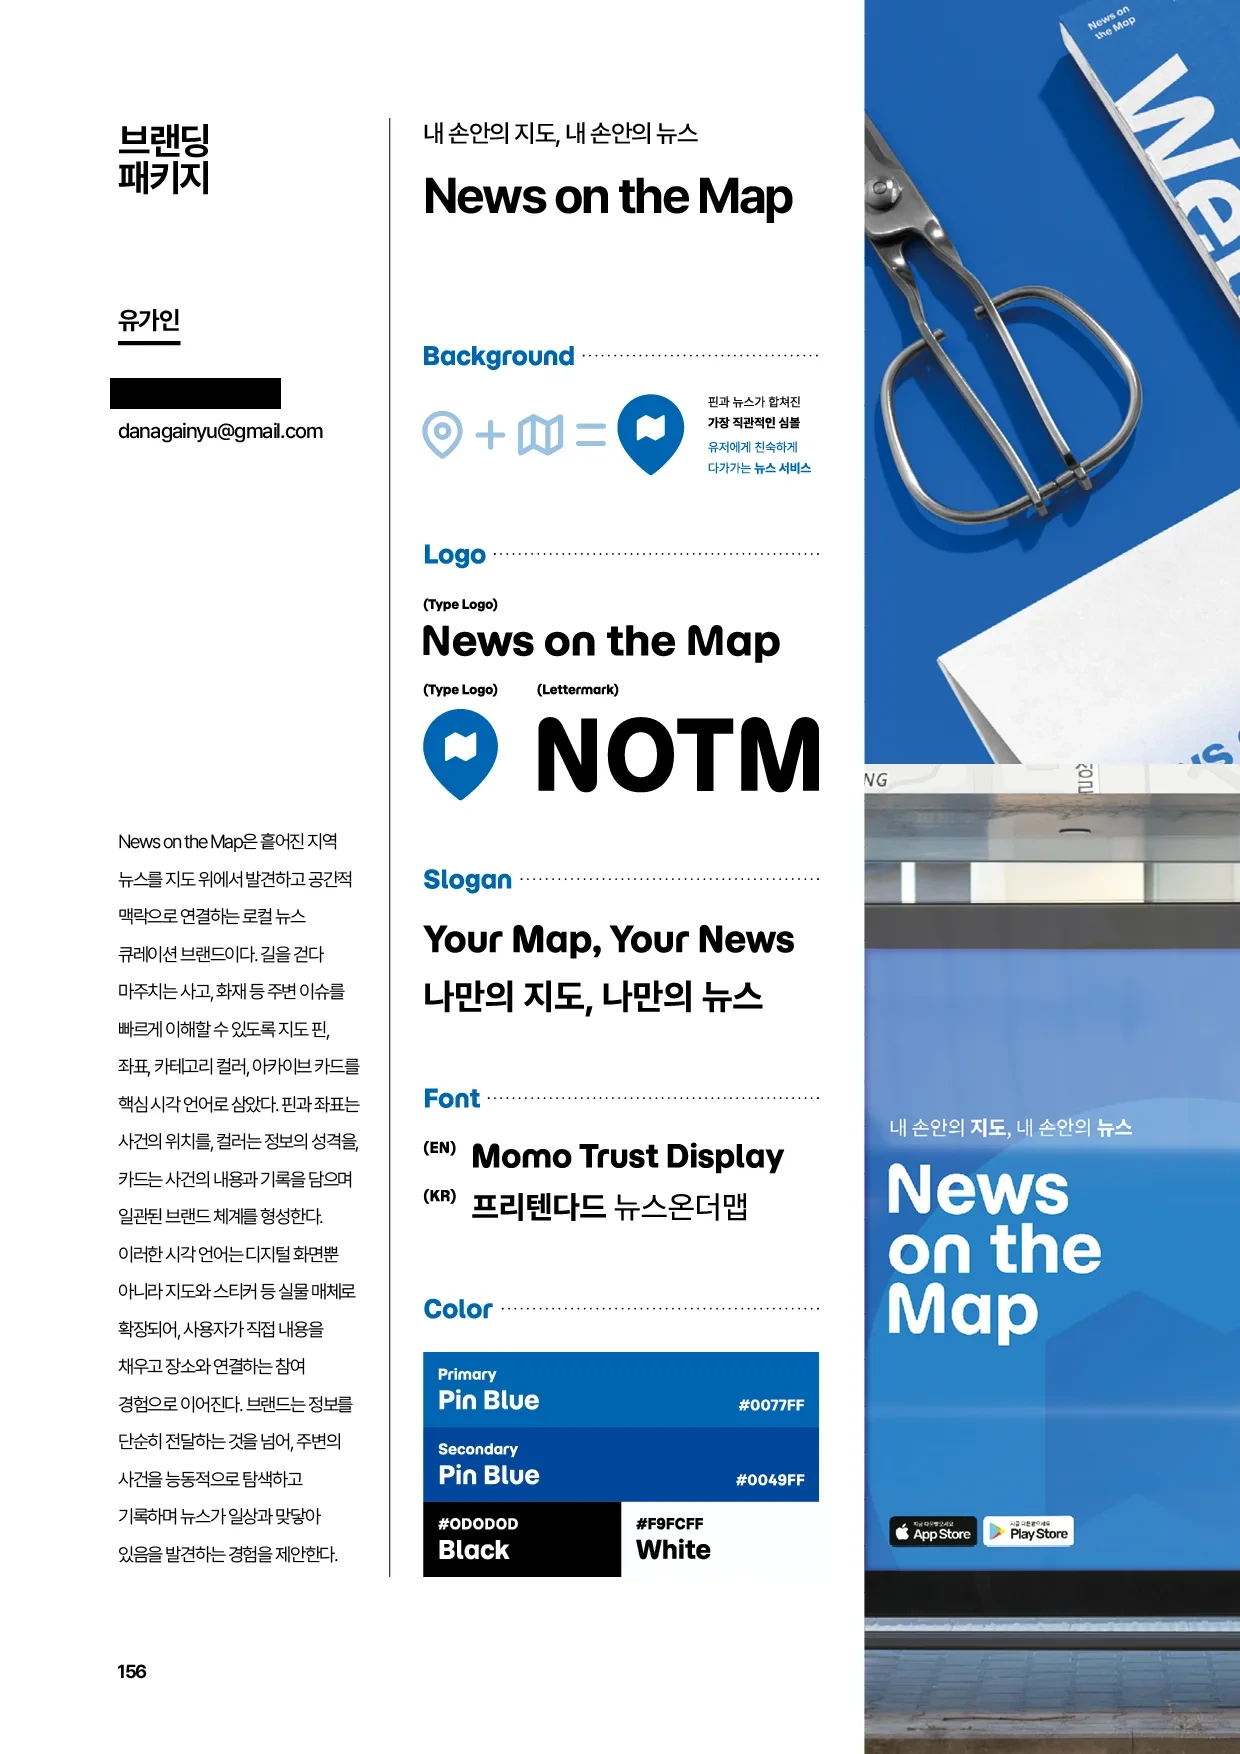 브랜딩
패키지
유가인
danagainyu@gmail.com
News on the Map은 흩어진 지역
뉴스를 지도 위에서 발견하고 공간적
맥락으로 연결하는 로컬 뉴스
큐레이션 브랜드이다. 길을 걷다
마주치는 사고, 화재 등 주변 이슈를
빠르게 이해할 수 있도록 지도 핀,
좌표, 카테고리 컬러, 아카이브 카드를
핵심 시각 언어로 삼았다. 핀과 좌표는
사건의 위치를, 컬러는 정보의 성격을,
카드는 사건의 내용과 기록을 담으며
일관된 브랜드 체계를 형성한다.
이러한 시각 언어는 디지털 화면뿐
아니라 지도와 스티커 등 실물 매체로
확장되어, 사용자가 직접 내용을
채우고 장소와 연결하는 참여
경험으로 이어진다. 브랜드는 정보를
단순히 전달하는 것을 넘어, 주변의
사건을 능동적으로 탐색하고
기록하며 뉴스가 일상과 맞닿아
있음을 발견하는 경험을 제안한다.
156
내 손안의 지도, 내 손안의 뉴스
News on the Map
Background
핀과 뉴스가 합쳐진
가장 직관적인 심볼
유저에게 친숙하게
다가가는 뉴스 서비스
Logo
(Type Logo)
News on the Map
(Type Logo) (Lettermark)
NOTM
Slogan
Your Map, Your News
나만의 지도, 나만의 뉴스
Font
(EN) Momo Trust Display
(KR) 프리텐다드 뉴스온더맵
Color
Primary
Pin Blue #0077FF
Secondary
Pin Blue #0049FF
#0D0D0D
Black
#F9FCFF
White
News on
the Map
NG
내 손안의 지도, 내 손안의 뉴스
News
on the
Map
App Store
Play Store